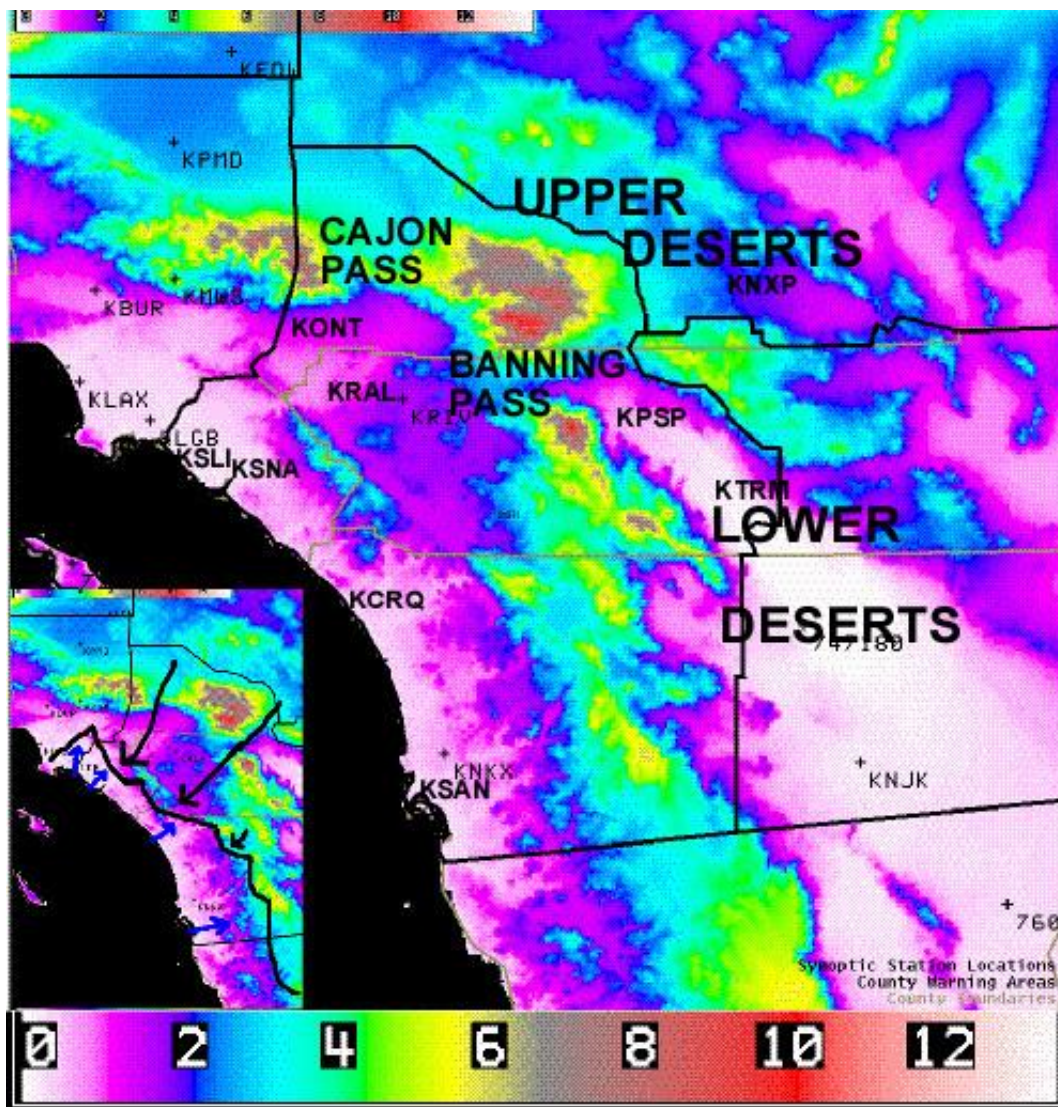 KEDW
KPMD
UPPER
CAJON
PASS
DESERTS
KNXP
KBUR
KMWS
KONT
BANNING
PASS
KRAL
KRIV
KPSP
KLAX
LGB
KSLI
KSNA
KTRM
LOWER
KCRQ
DESERTS
747180
KNKX
KSAN
KNJK
760
Synoptic Station Locations
County Warning Areas
County Boundaries
0 2 4 6 8 10 12